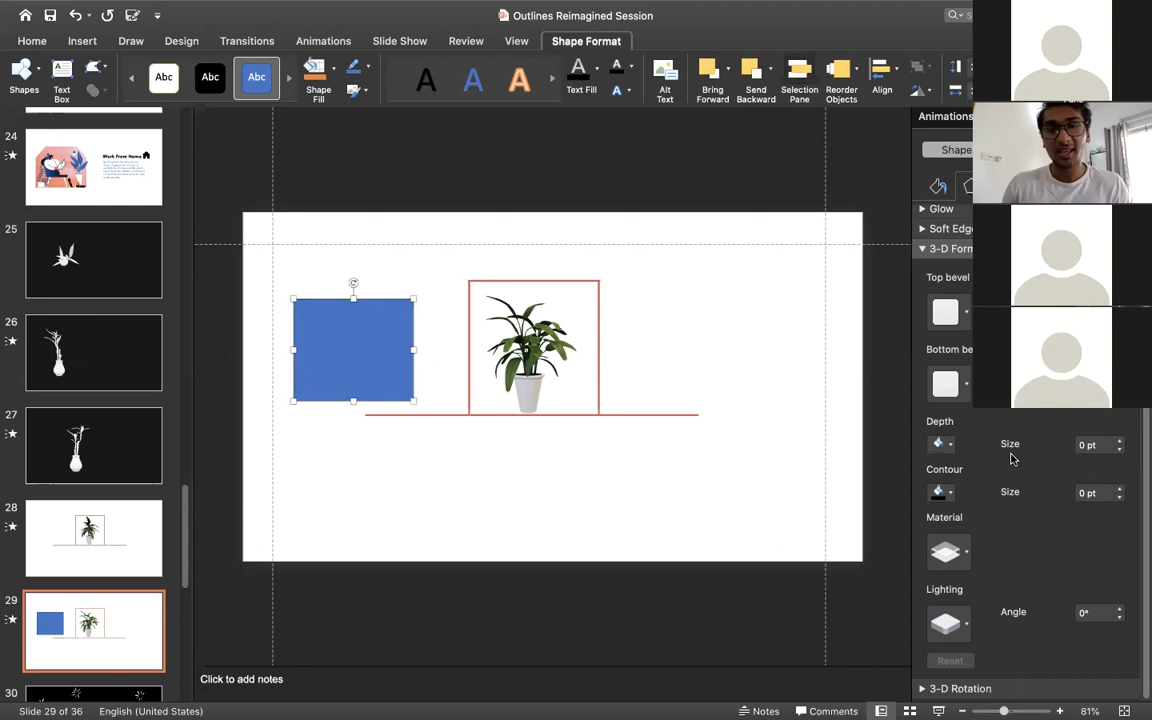 Outlines Reimagined Session
Home Insert Draw Design Transitions Animations Slide Show Review View Shape Format
Abc Abc Abc A A A A A A
Shapes Text Box Shape Fill Text Fill Alt Text Bring Forward Send Backward Selection Pane Reorder Objects Align
Animations
Shape
24
Work From Home
25
26
27
28
29
30
Glow
Soft Edg
3-D Form
Top bevel
Bottom be
Depth
Size 0 pt
Contour
Size 0 pt
Material
Lighting
Angle 0°
Reset
3-D Rotation
Click to add notes
Slide 29 of 36 English (United States) Notes Comments 81%